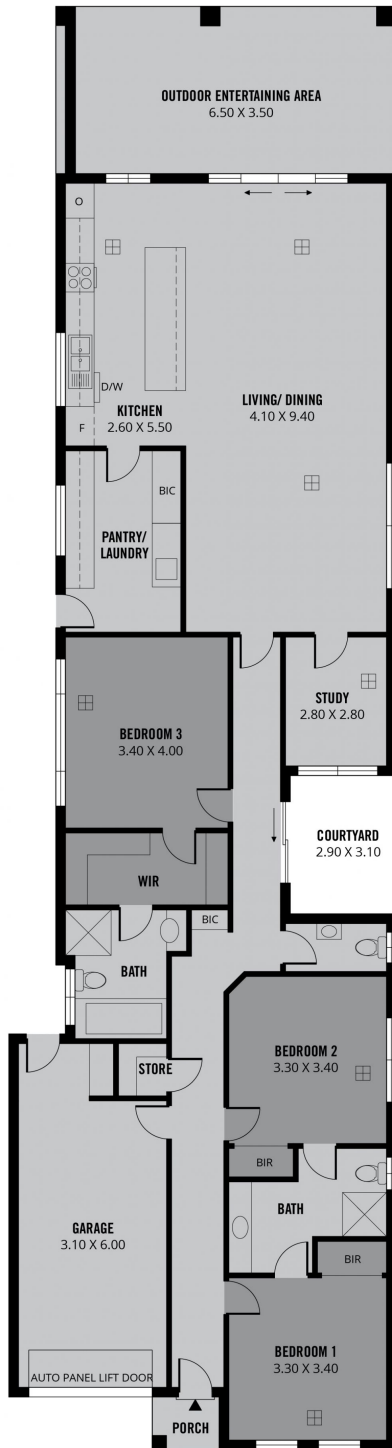 OUTDOOR ENTERTAINING AREA
6.50 X 3.50
O
D/W
KITCHEN
2.60 X 5.50
LIVING/ DINING
4.10 X 9.40
F
BIC
PANTRY/
LAUNDRY
STUDY
2.80 X 2.80
BEDROOM 3
3.40 X 4.00
COURTYARD
2.90 X 3.10
WIR
BIC
BATH
BEDROOM 2
3.30 X 3.40
STORE
BIR
BATH
GARAGE
3.10 X 6.00
BIR
BEDROOM 1
3.30 X 3.40
AUTO PANEL LIFT DOOR
PORCH